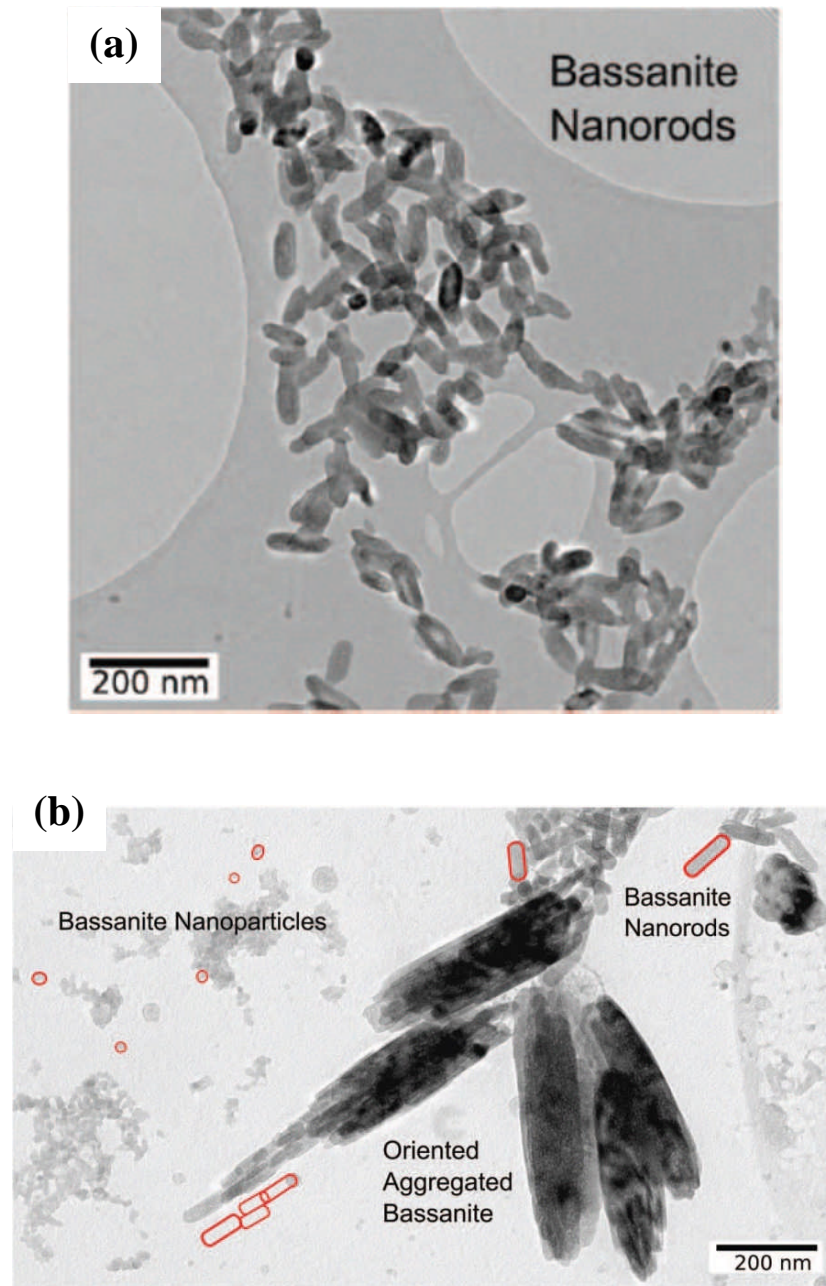 (a)
Bassanite
Nanorods
200 nm
(b)
Bassanite Nanoparticles
Bassanite
Nanorods
Oriented
Aggregated
Bassanite
200 nm